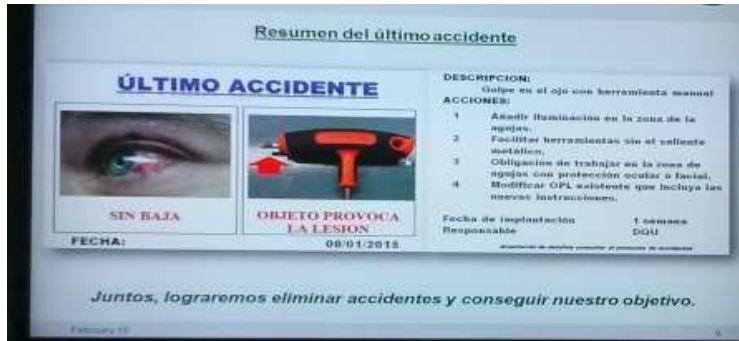 Resumen del último accidente
ÚLTIMO ACCIDENTE
SIN BAJA
OBJETO PROVOCA
LA LESION
FECHA:
08/01/2015
DESCRIPCION:
Golpe en el ojo con herramienta manual
ACCIONES:
1 Añadir iluminación en la zona de la
agujas.
2 Facilitar herramientas sin el saliente
metálico.
3 Obligación de trabajar en la zona de
agujas con protección ocular o facial.
4 Modificar OPL existente que incluya las
nuevas instrucciones.
Fecha de implantación 1 semana
Responsable DQU
Juntos, lograremos eliminar accidentes y conseguir nuestro objetivo.
February 15